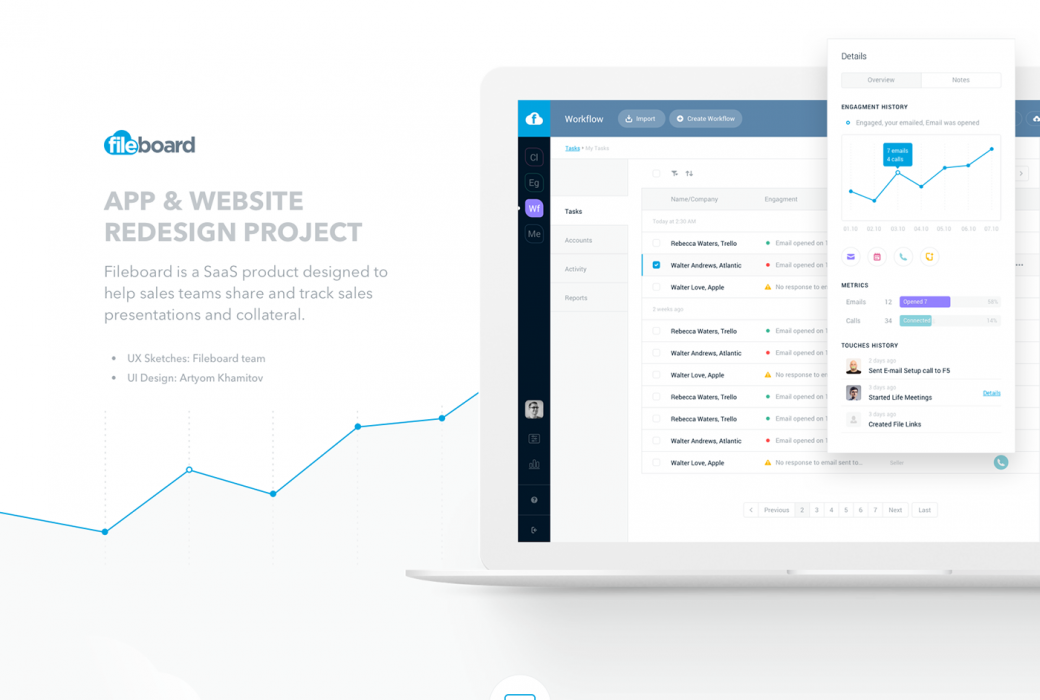 fileboard
APP & WEBSITE
REDESIGN PROJECT
Fileboard is a SaaS product designed to
help sales teams share and track sales
presentations and collateral.
• UX Sketches: Fileboard team
• UI Design: Artyom Khamitov
f
Workflow
Import
Create Workflow
Cl
Eg
Wf
Me
Tasks • My Tasks
Tasks
Accounts
Activity
Reports
Name/Company Engagment
Today at 2:30 AM
Rebecca Waters, Trello Email opened on 1
Walter Andrews, Atlantic Email opened on 1
Walter Love, Apple No response to em
2 weeks ago
Rebecca Waters, Trello Email opened on 1
Walter Andrews, Atlantic Email opened on 1
Walter Love, Apple No response to em
Rebecca Waters, Trello Email opened on 1
Rebecca Waters, Trello Email opened on 1
Walter Andrews, Atlantic Email opened on 1
Walter Love, Apple No response to email sent to... Seller
Previous 2 3 4 5 6 7 Next Last
Details
Overview Notes
ENGAGMENT HISTORY
Engaged, your emailed, Email was opened
7 emails
4 calls
01.10 02.10 03.10 04.10 05.10 06.10 07.10
METRICS
Emails 12 Opened 7
Calls 34 Connected 14%
TOUCHES HISTORY
2 days ago
Sent E-mail Setup call to F5
3 days ago
Started Life Meetings
Details
Created File Links